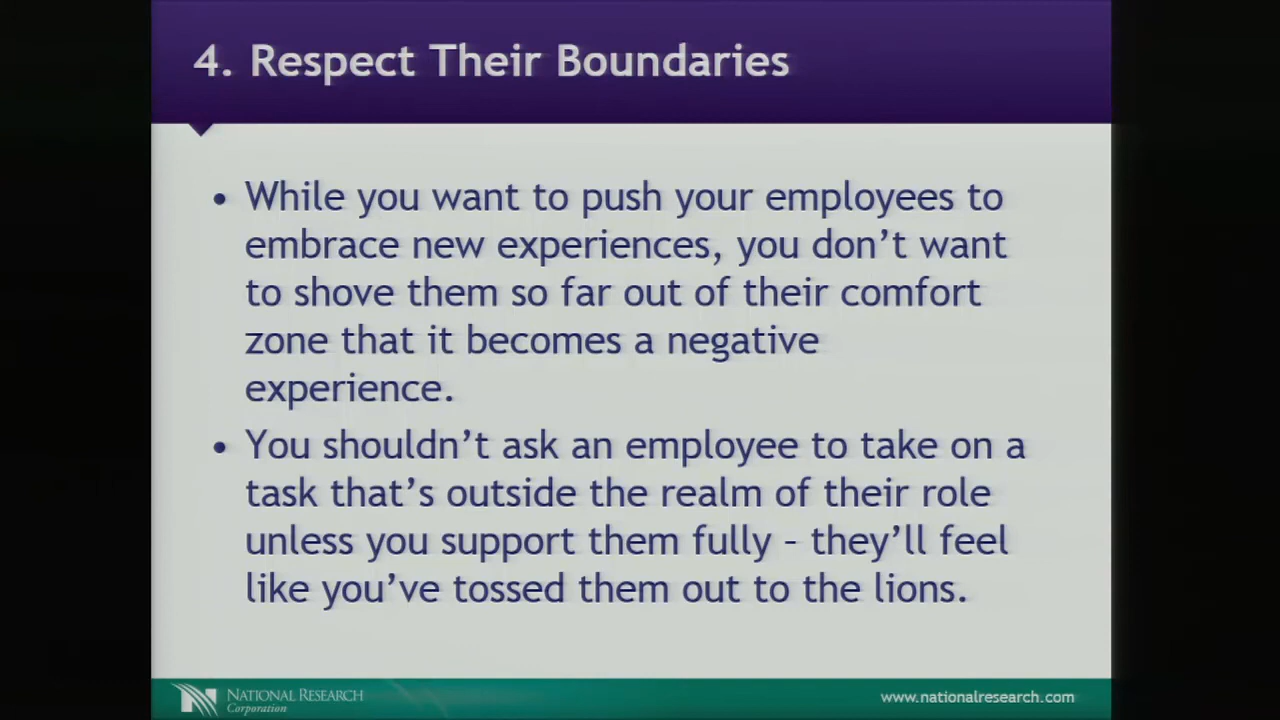 4. Respect Their Boundaries
• While you want to push your employees to
embrace new experiences, you don't want
to shove them so far out of their comfort
zone that it becomes a negative
experience.
• You shouldn't ask an employee to take on a
task that's outside the realm of their role
unless you support them fully – they'll feel
like you've tossed them out to the lions.
NATIONAL RESEARCH
Corporation
www.nationalresearch.com